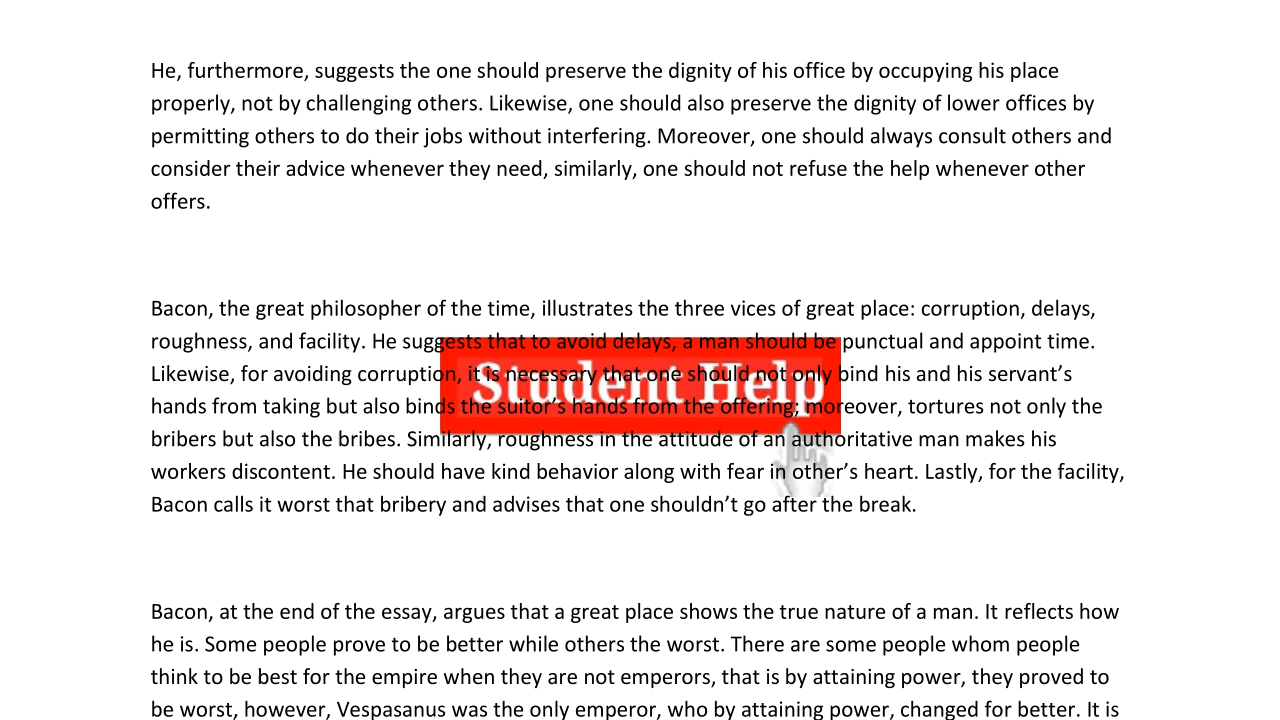 He, furthermore, suggests the one should preserve the dignity of his office by occupying his place
properly, not by challenging others. Likewise, one should also preserve the dignity of lower offices by
permitting others to do their jobs without interfering. Moreover, one should always consult others and
consider their advice whenever they need, similarly, one should not refuse the help whenever other
offers.
Bacon, the great philosopher of the time, illustrates the three vices of great place: corruption, delays,
roughness, and facility. He suggests that to avoid delays, a man should be punctual and appoint time.
Likewise, for avoiding corruption, it is necessary that one should not only bind his and his servant’s
Student Help
hands from taking but also binds the suitor’s hands from the offering; moreover, tortures not only the
bribers but also the bribes. Similarly, roughness in the attitude of an authoritative man makes his
workers discontent. He should have kind behavior along with fear in other’s heart. Lastly, for the facility,
Bacon calls it worst that bribery and advises that one shouldn’t go after the break.
Bacon, at the end of the essay, argues that a great place shows the true nature of a man. It reflects how
he is. Some people prove to be better while others the worst. There are some people whom people
think to be best for the empire when they are not emperors, that is by attaining power, they proved to
be worst, however, Vespasanus was the only emperor, who by attaining power, changed for better. It is